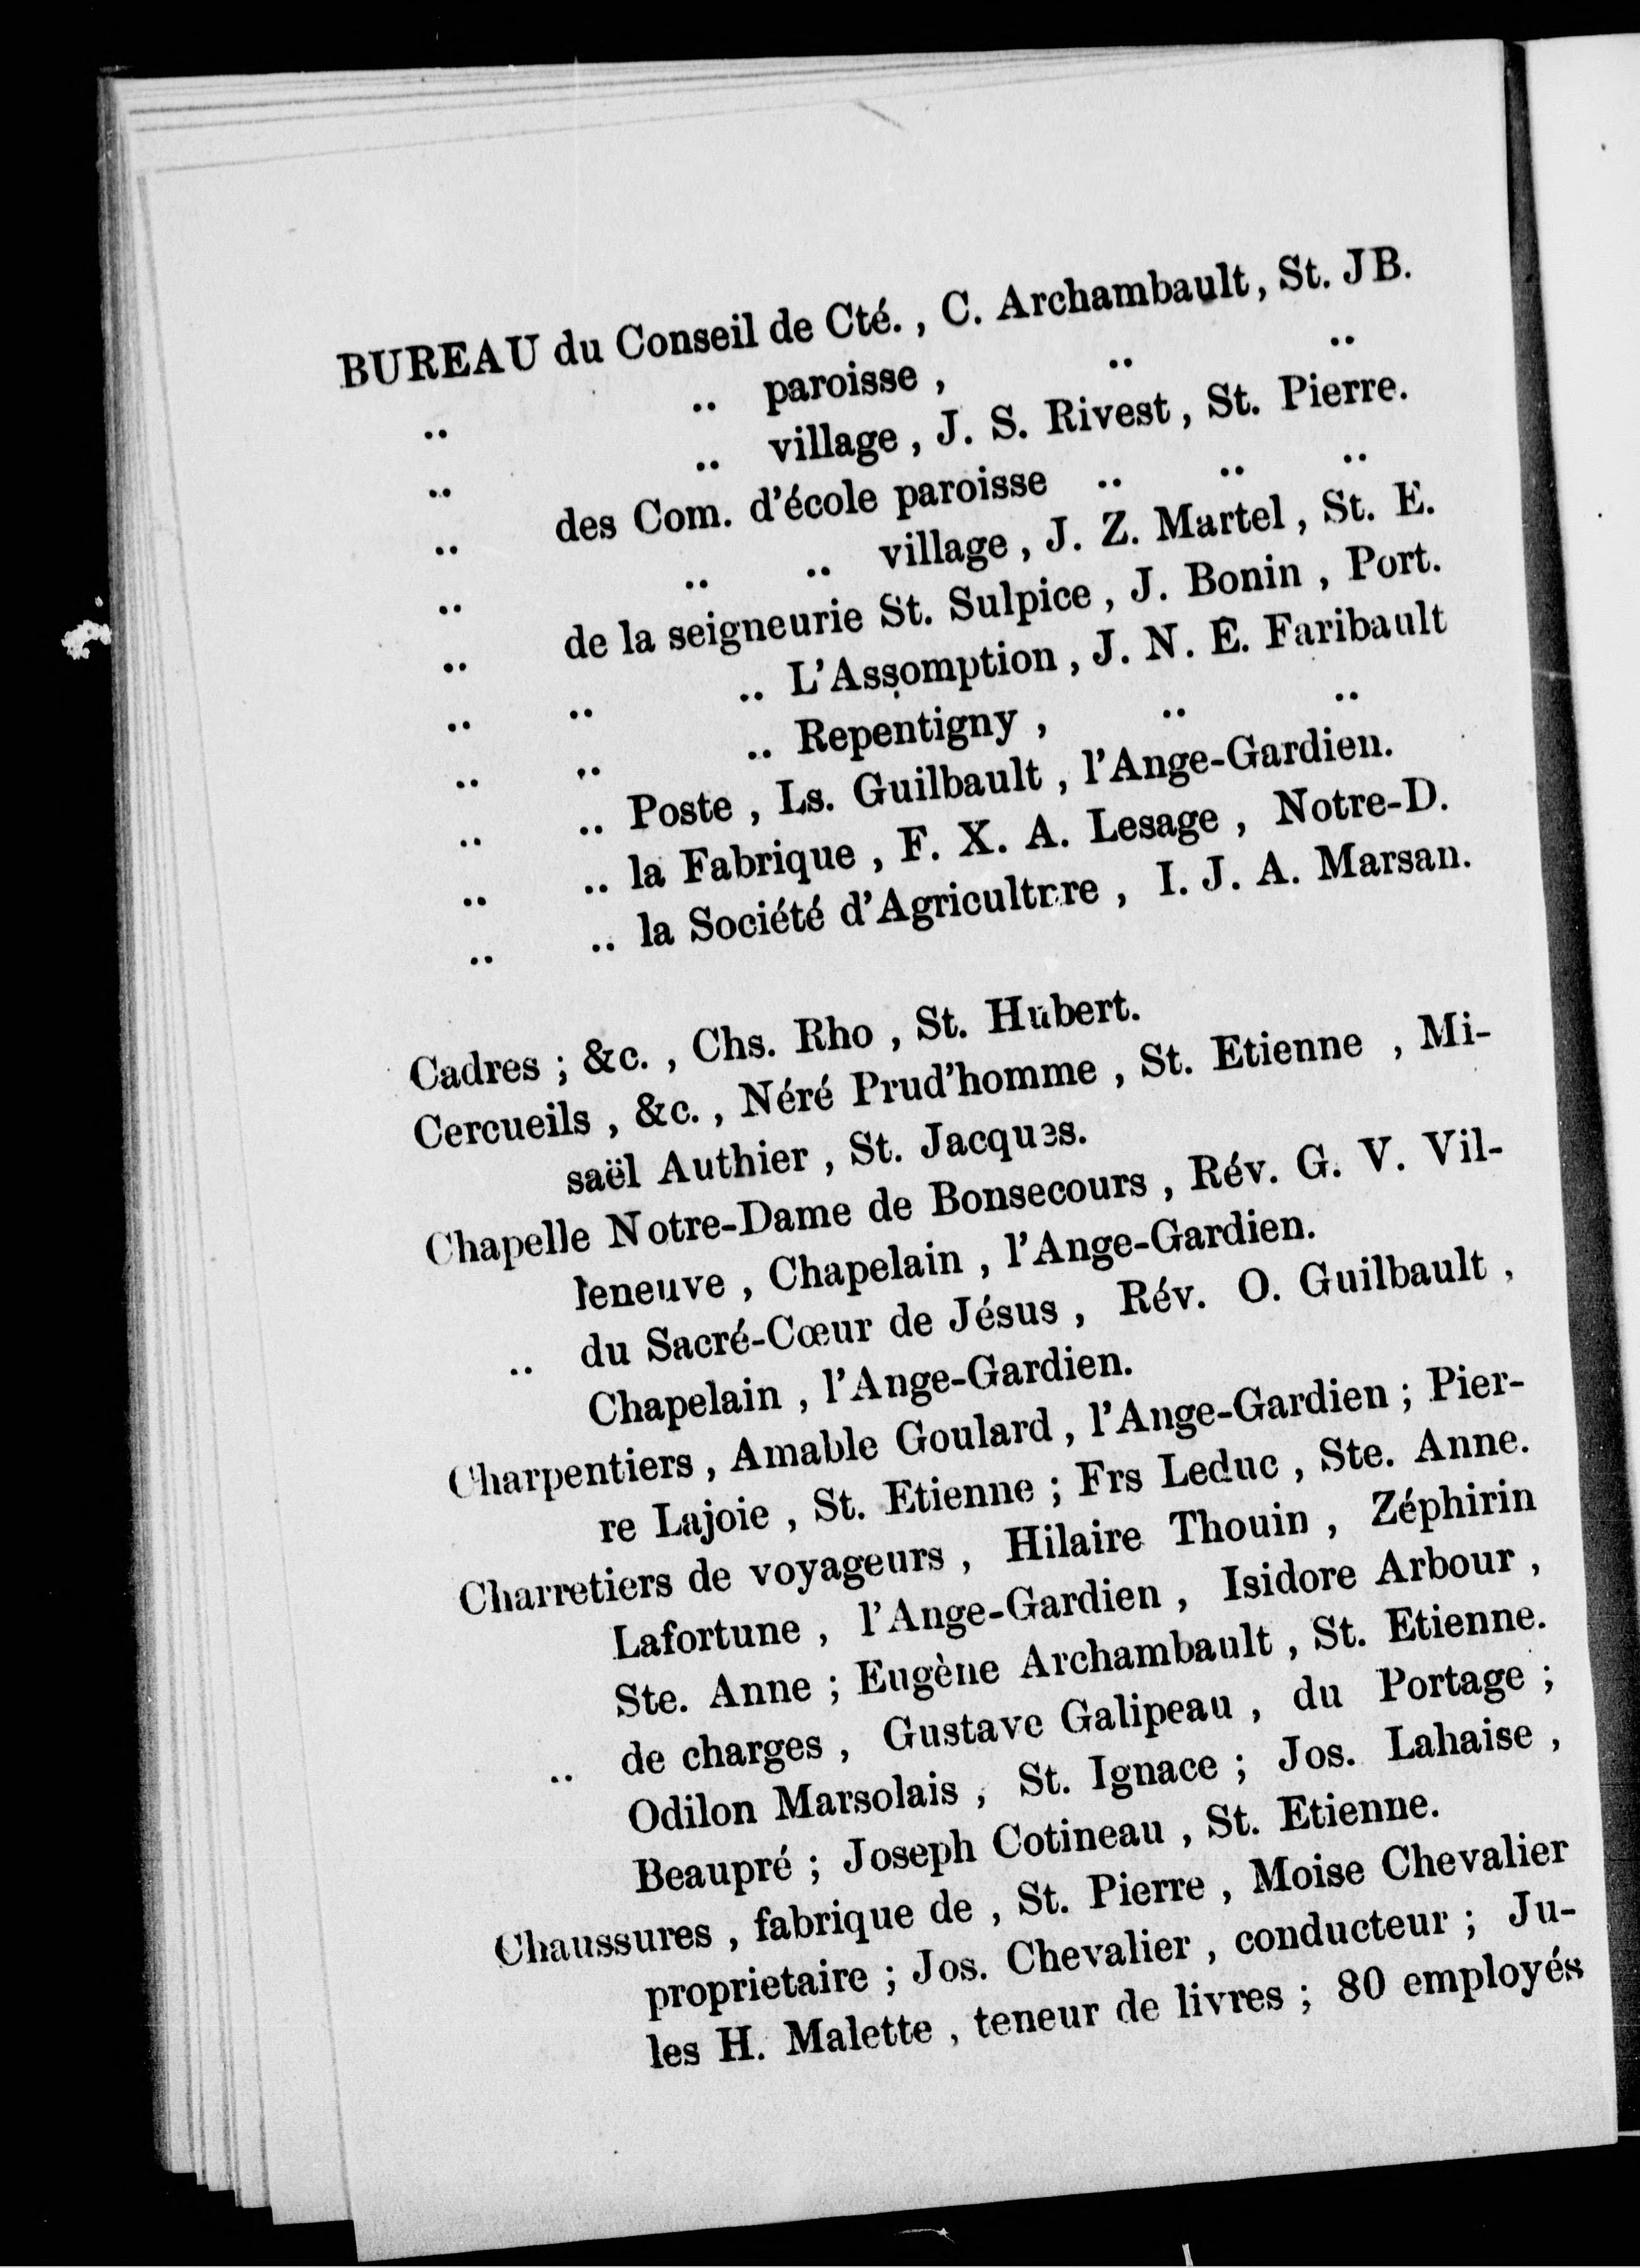 BUREAU du Conseil de Cté. , C. Archambault, St. JB.
.. .. paroisse , .. ..
.. .. village , J. S. Rivest , St. Pierre.
.. des Com. d'école paroisse .. .. ..
.. .. .. village , J. Z. Martel , St. E.
.. de la seigneurie St. Sulpice , J. Bonin , Port.
.. .. .. L'Assomption , J. N. E. Faribault
.. .. .. Repentigny , .. ..
.. .. Poste , Ls. Guilbault , l'Ange-Gardien.
.. .. la Fabrique , F. X. A. Lesage , Notre-D.
.. .. la Société d'Agricultrre , I. J. A. Marsan.
Cadres ; &c. , Chs. Rho , St. Hubert.
Cercueils , &c. , Néré Prud'homme , St. Etienne , Mi-
saël Authier , St. Jacques.
Chapelle Notre-Dame de Bonsecours , Rév. G. V. Vil-
leneuve , Chapelain , l'Ange-Gardien.
.. du Sacré-Cœur de Jésus , Rév. O. Guilbault ,
Chapelain , l'Ange-Gardien.
Charpentiers , Amable Goulard , l'Ange-Gardien ; Pier-
re Lajoie , St. Etienne ; Frs Leduc , Ste. Anne.
Charretiers de voyageurs , Hilaire Thouin , Zéphirin
Lafortune , l'Ange-Gardien , Isidore Arbour ,
Ste. Anne ; Eugène Archambault , St. Etienne.
.. de charges , Gustave Galipeau , du Portage ;
Odilon Marsolais , St. Ignace ; Jos. Lahaise ,
Beaupré ; Joseph Cotineau , St. Etienne.
Chaussures , fabrique de , St. Pierre , Moise Chevalier
proprietaire ; Jos. Chevalier , conducteur ; Ju-
les H. Malette , teneur de livres ; 80 employés